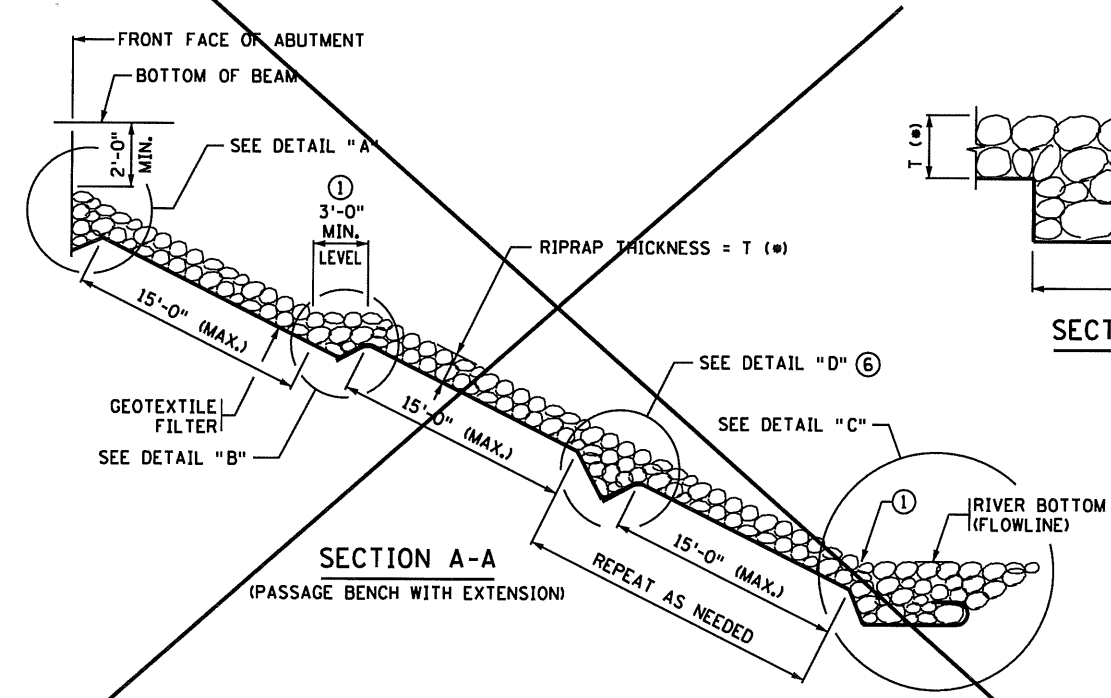 FRONT FACE OF ABUTMENT
BOTTOM OF BEAM
2'-0"
MIN.
SEE DETAIL "A"
1
3'-0"
MIN.
LEVEL
RIPRAP THICKNESS = T (*)
T (*)
15'-0" (MAX.)
SECT
GEOTEXTILE
FILTER
SEE DETAIL "B"
15'-0" (MAX.)
SEE DETAIL "D" 6
SEE DETAIL "C"
1
RIVER BOTTOM
(FLOWLINE)
15'-0" (MAX.)
REPEAT AS NEEDED
SECTION A-A
(PASSAGE BENCH WITH EXTENSION)